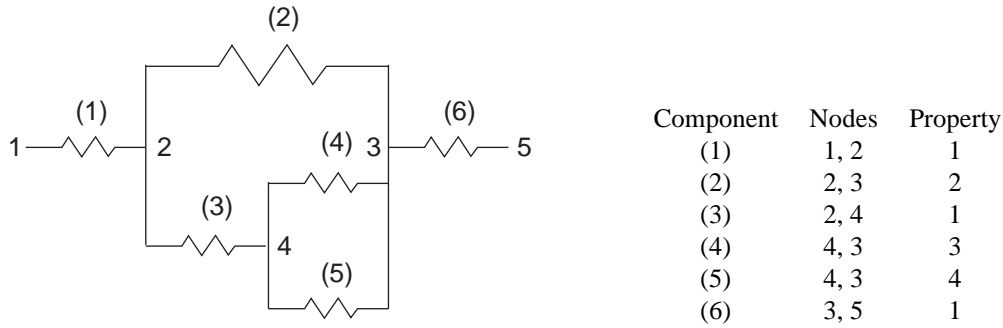 (2)
(1)
(6)
1
2
(4)
3
5
(3)
4
(5)
Component Nodes Property
(1) 1, 2 1
(2) 2, 3 2
(3) 2, 4 1
(4) 4, 3 3
(5) 4, 3 4
(6) 3, 5 1